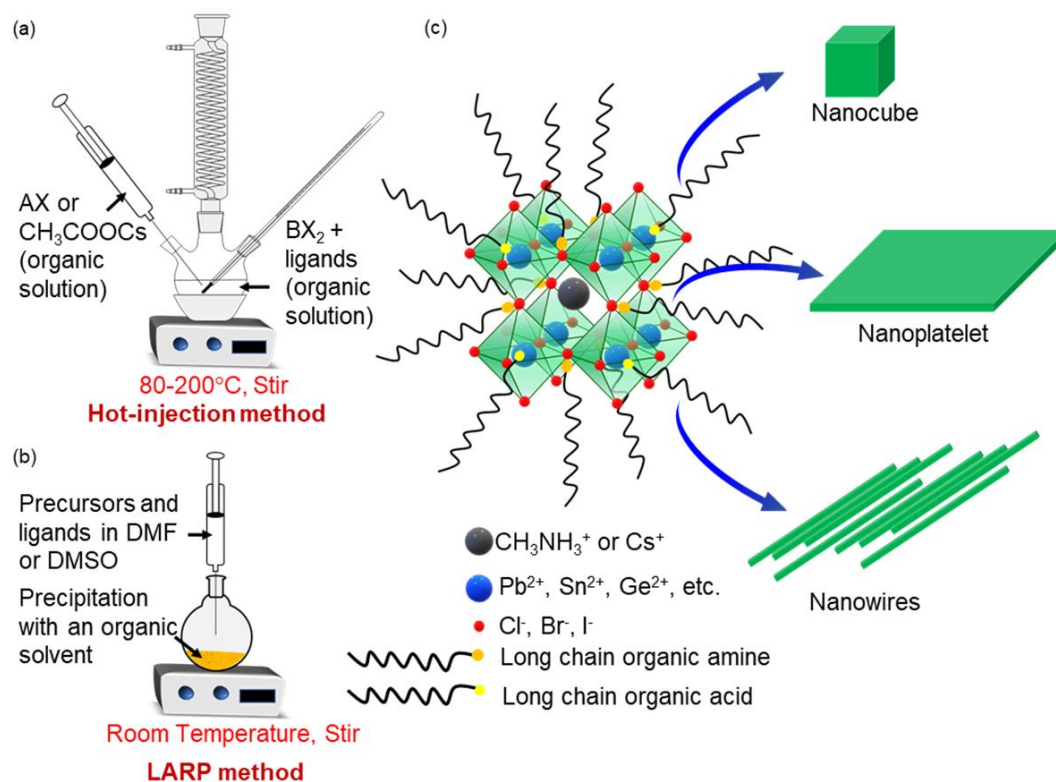 (a)
AX or
CH₃COOCs
(organic
solution)
BX₂ +
ligands
(organic
solution)
80-200°C, Stir
Hot-injection method
(b)
Precursors and
ligands in DMF
or DMSO
Precipitation
with an organic
solvent
Room Temperature, Stir
LARP method
(c)
Nanocube
Nanoplatelet
Nanowires
CH₃NH₃⁺ or Cs⁺
Pb²⁺, Sn²⁺, Ge²⁺, etc.
Cl⁻, Br⁻, I⁻
Long chain organic amine
Long chain organic acid